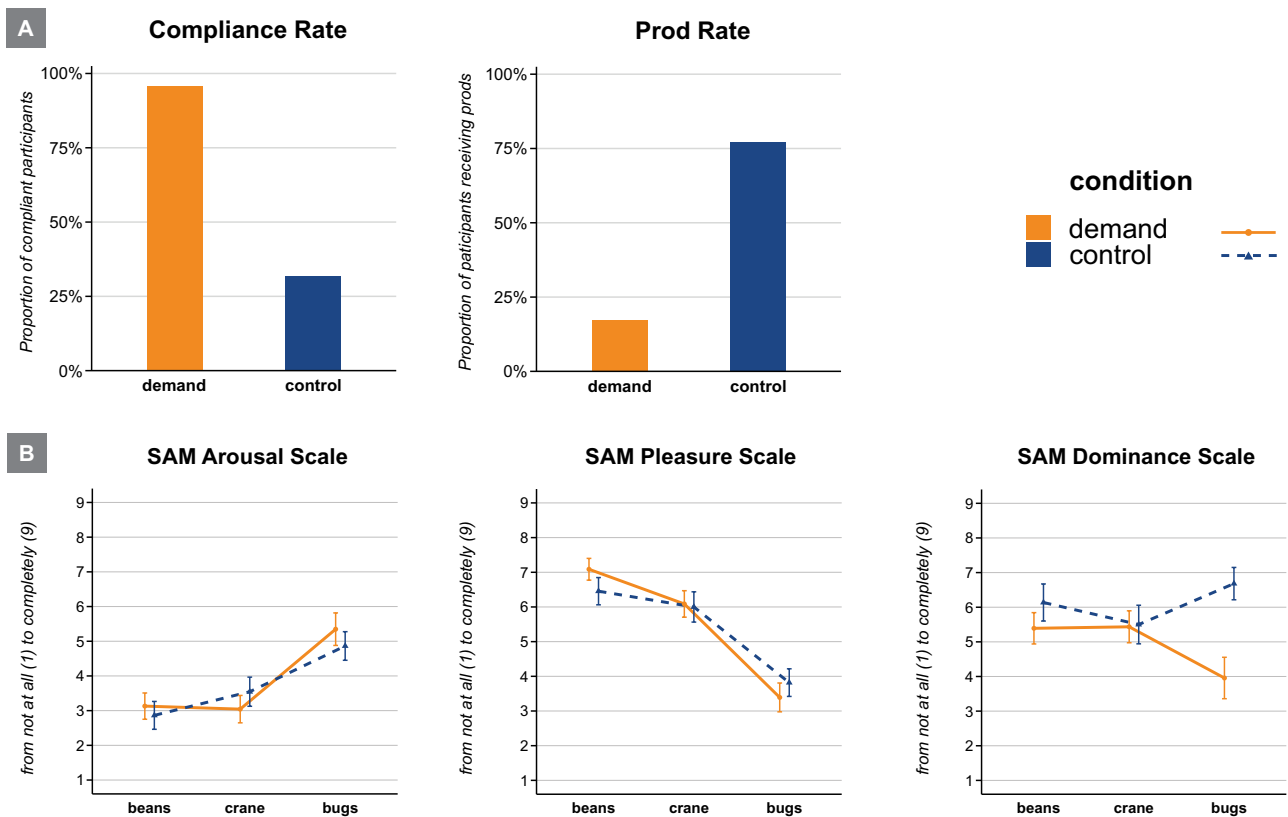 A
Compliance Rate
Proportion of compliant participants
100%
75%
50%
25%
0%
demand
control
Prod Rate
Proportion of paticipants receiving prods
100%
75%
50%
25%
0%
demand
control
condition
demand
control
B
SAM Arousal Scale
from not at all (1) to completely (9)
9
8
7
6
5
4
3
2
1
beans
crane
bugs
SAM Pleasure Scale
from not at all (1) to completely (9)
9
8
7
6
5
4
3
2
1
beans
crane
bugs
SAM Dominance Scale
from not at all (1) to completely (9)
9
8
7
6
5
4
3
2
1
beans
crane
bugs